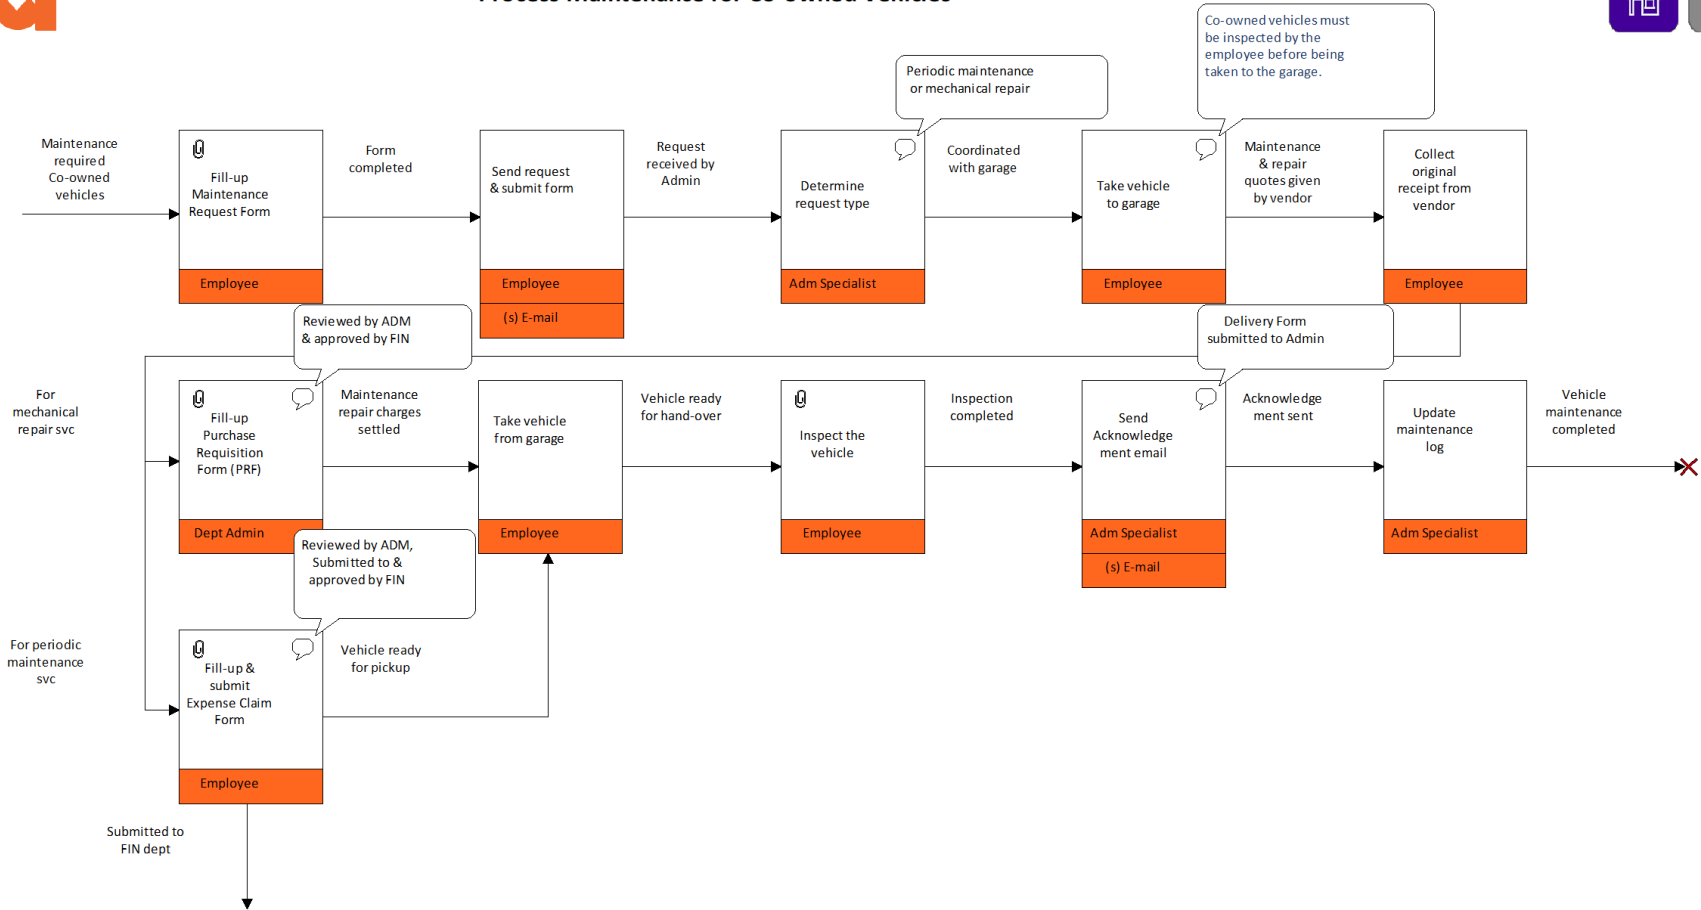 Process Maintenance for Co-owned Vehicles
Co-owned vehicles must
be inspected by the
employee before being
taken to the garage.
Periodic maintenance
or mechanical repair
Maintenance
required
Co-owned
vehicles
Fill-up
Maintenance
Request Form
Employee
Form
completed
Send request
& submit form
Employee
(s) E-mail
Request
received by
Admin
Determine
request type
Adm Specialist
Coordinated
with garage
Take vehicle
to garage
Employee
Maintenance
& repair
quotes given
by vendor
Collect
original
receipt from
vendor
Employee
Reviewed by ADM
& approved by FIN
Delivery Form
submitted to Admin
For
mechanical
repair svc
Fill-up
Purchase
Requisition
Form (PRF)
Dept Admin
Maintenance
repair charges
settled
Take vehicle
from garage
Employee
Vehicle ready
for hand-over
Inspect the
vehicle
Employee
Inspection
completed
Send
Acknowledge
ment email
Adm Specialist
(s) E-mail
Acknowledge
ment sent
Update
maintenance
log
Adm Specialist
Vehicle
maintenance
completed
Reviewed by ADM,
Submitted to &
approved by FIN
For periodic
maintenance
svc
Fill-up &
submit
Expense Claim
Form
Employee
Vehicle ready
for pickup
Submitted to
FIN dept